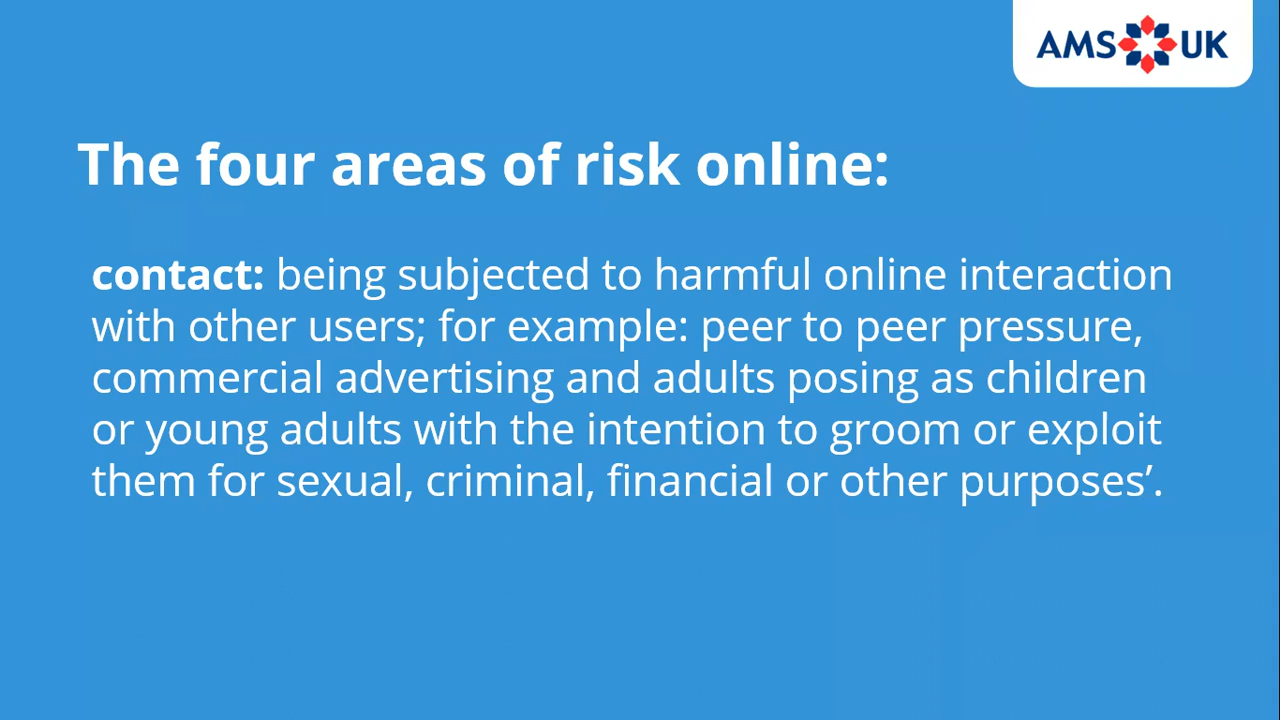 AMS UK
The four areas of risk online:
contact: being subjected to harmful online interaction
with other users; for example: peer to peer pressure,
commercial advertising and adults posing as children
or young adults with the intention to groom or exploit
them for sexual, criminal, financial or other purposes’.